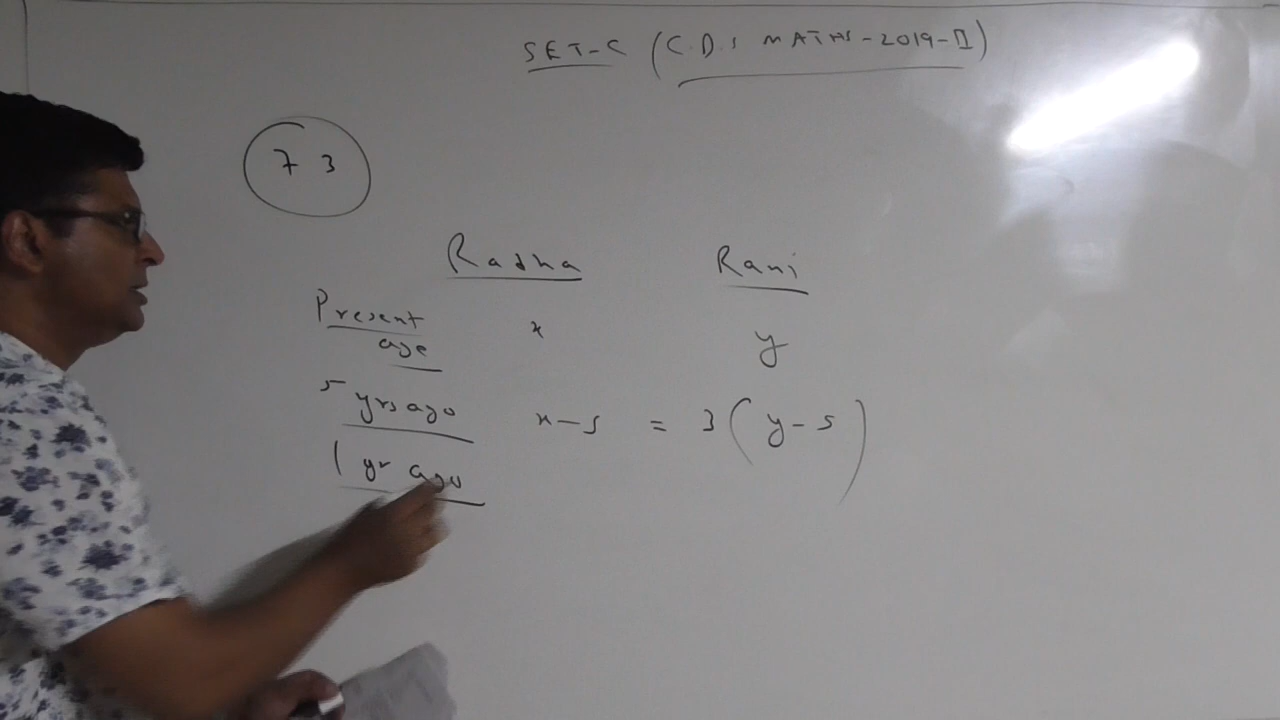 SET-C (C.D.S MATHS-2019-II)
73
Radha Rani
Present age x y
5 yrs ago x-5 = 3(y-5)
1 yr ago